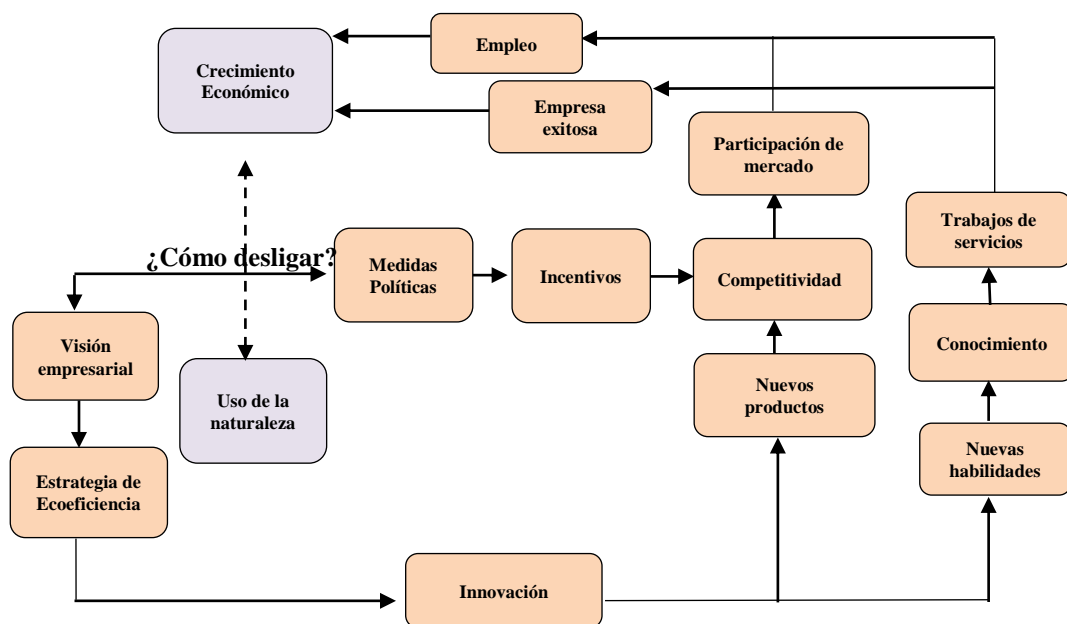 Empleo
Crecimiento
Económico
Empresa
exitosa
Participación de
mercado
Trabajos de
servicios
¿Cómo desligar?
Medidas
Políticas
Incentivos
Competitividad
Visión
empresarial
Conocimiento
Uso de la
naturaleza
Nuevos
productos
Estrategia de
Ecoeficiencia
Nuevas
habilidades
Innovación